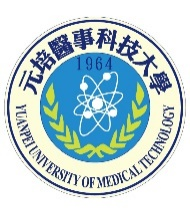 元培醫事科技大學
1964
YUANPEI UNIVERSITY OF MEDICAL TECHNOLOGY